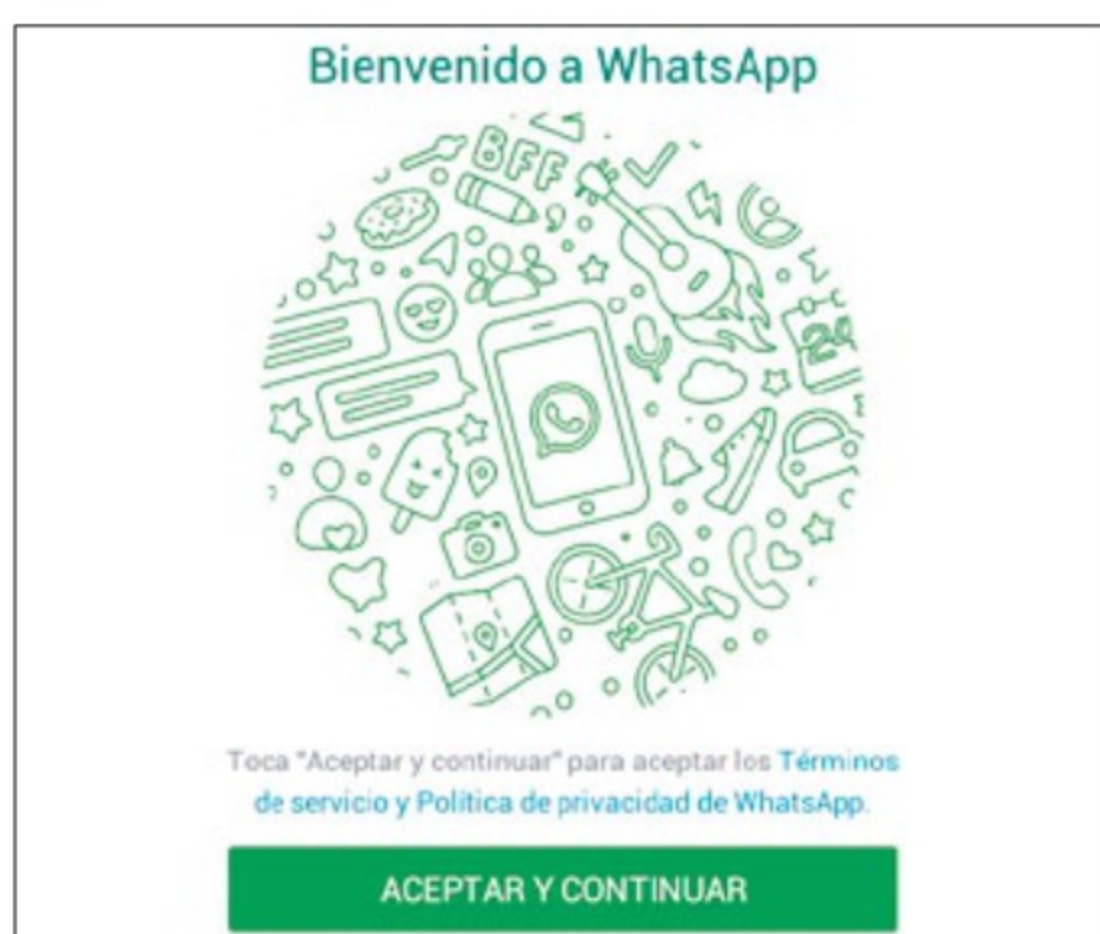 Bienvenido a WhatsApp
BFF
24
Toca "Aceptar y continuar" para aceptar los Términos
de servicio y Política de privacidad de WhatsApp.
ACEPTAR Y CONTINUAR